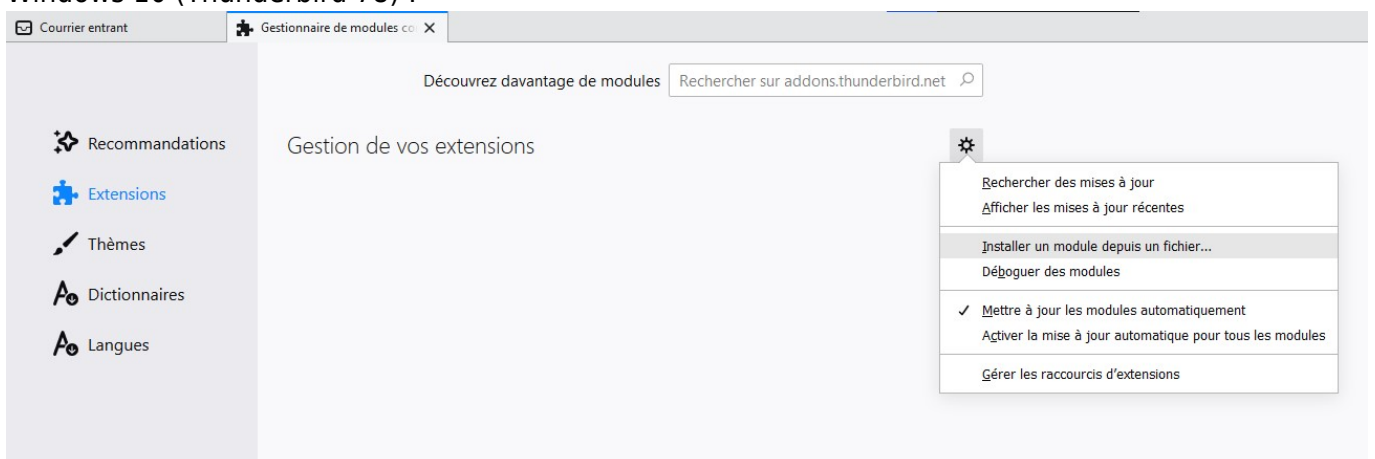 Windows 10 (Thunderbird 78) :
Courrier entrant
Gestionnaire de modules co
Découvrez davantage de modules
Rechercher sur addons.thunderbird.net
Recommandations
Gestion de vos extensions
Extensions
Thèmes
Dictionnaires
Langues
Rechercher des mises à jour
Afficher les mises à jour récentes
Installer un module depuis un fichier...
Déboguer des modules
Mettre à jour les modules automatiquement
Activer la mise à jour automatique pour tous les modules
Gérer les raccourcis d'extensions